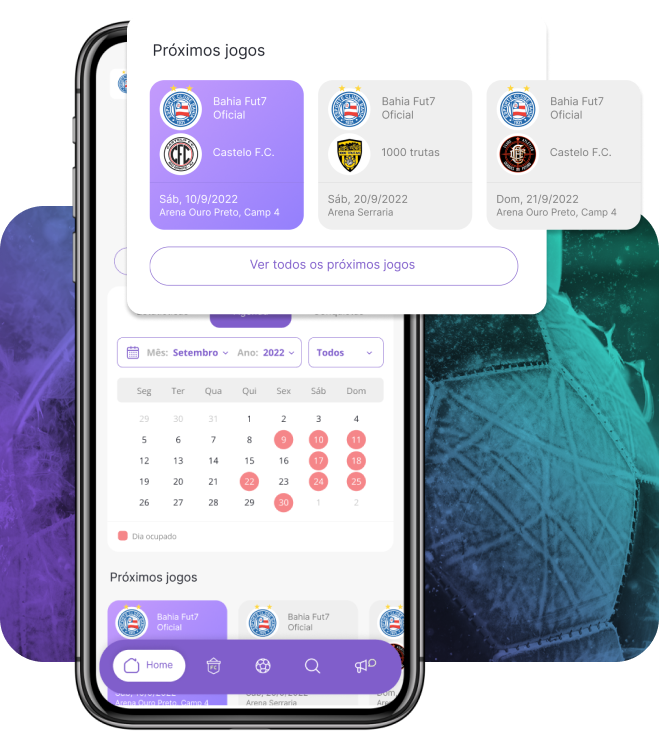 Próximos jogos
Bahia Fut7
Oficial
Castelo F.C.
Sáb, 10/9/2022
Arena Ouro Preto, Camp 4
Bahia Fut7
Oficial
1000 trutas
Sáb, 20/9/2022
Arena Serraria
Bahia Fut7
Oficial
Castelo F.C.
Dom, 21/9/2022
Arena Ouro Preto, Camp 4
Ver todos os próximos jogos
Mês: Setembro Ano: 2022 Todos
Seg Ter Qua Qui Sex Sáb Dom
29 30 31 1 2 3 4
5 6 7 8 9 10 11
12 13 14 15 16 17 18
19 20 21 22 23 24 25
26 27 28 29 30 1 2
Dia ocupado
Próximos jogos
Bahia Fut7
Oficial
Bahia Fut7
Oficial
Home
Arena Ouro Preto, Camp 4
Arena Serraria